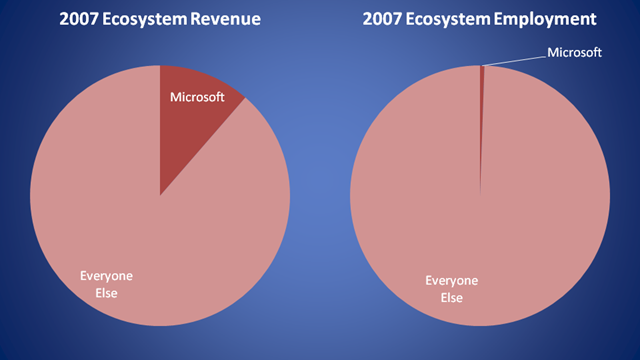 2007 Ecosystem Revenue
Microsoft
Everyone
Else
2007 Ecosystem Employment
Microsoft
Everyone
Else